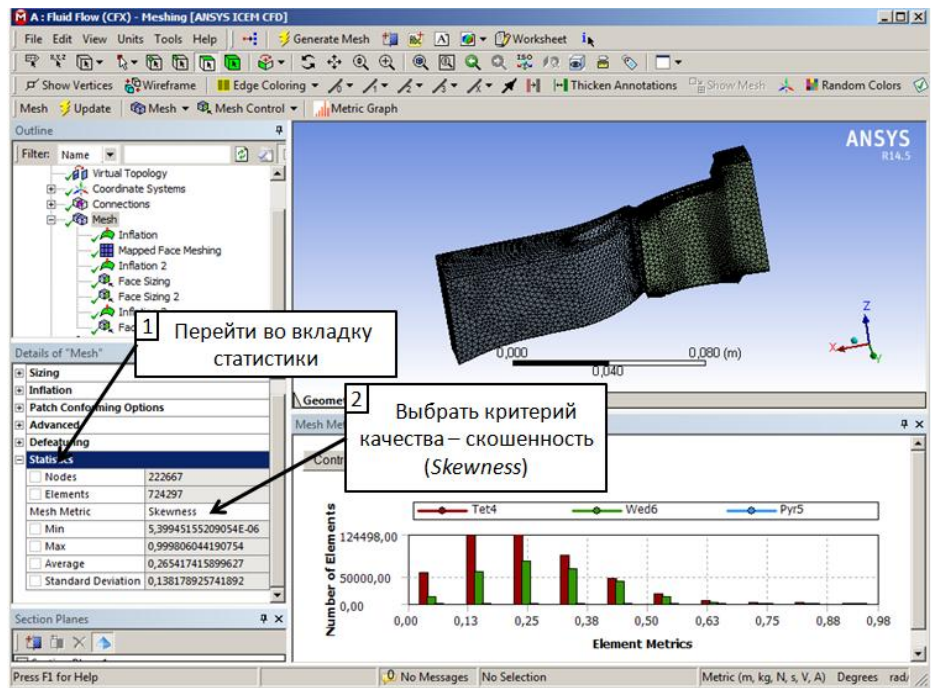 A : Fluid Flow (CFX) - Meshing [ANSYS ICEM CFD]
File Edit View Units Tools Help Generate Mesh A Worksheet i
ISO
Show Vertices Wireframe Edge Coloring Thicken Annotations Show Mesh Random Colors
Mesh Update Mesh Mesh Control Metric Graph
Outline
Filter: Name
Virtual Topology
Coordinate Systems
Connections
Mesh
Inflation
Mapped Face Meshing
Inflation 2
Face Sizing
Face Sizing 2
ANSYS
R14.5
Z
X
Y
0,000 0,080 (m)
0,040
1 Перейти во вкладку
статистики
Details of "Mesh"
Sizing
Inflation
Patch Conforming Options
Advanced
Defeaturing
Statistics
Nodes 222667
Elements 724297
Mesh Metric Skewness
Min 5,39945155209054E-06
Max 0,999806044190754
Average 0,265417415899627
Standard Deviation 0,138178925741892
2 Выбрать критерий
качества – скошенность
(Skewness)
Tet4 Wed6 Pyr5
Number of Elements
124498,00
50000,00
0,00
0,00 0,13 0,25 0,38 0,50 0,63 0,75 0,88 0,98
Element Metrics
Section Planes
Press F1 for Help 0 No Messages No Selection Metric (m, kg, N, s, V, A) Degrees rad/